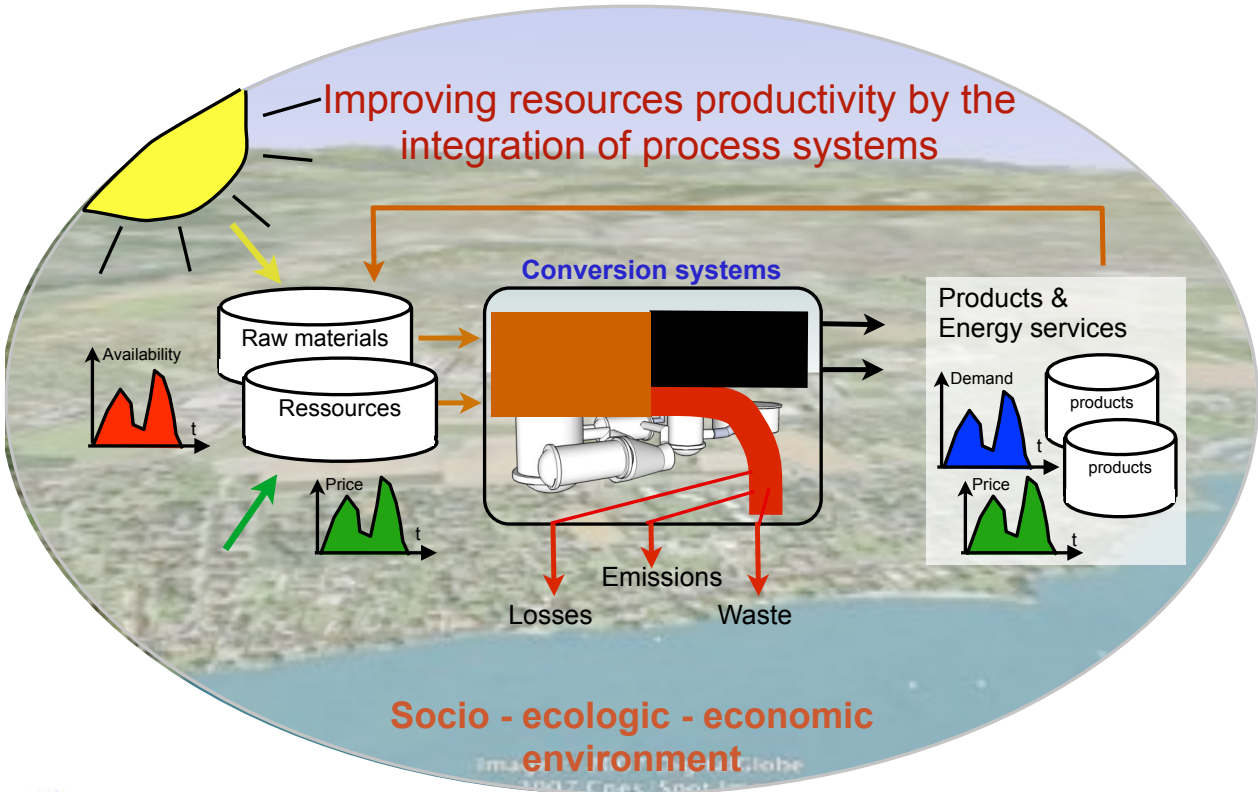 Improving resources productivity by the
integration of process systems
Conversion systems
Raw materials
Ressources
Availability
t
Price
t
Products &
Energy services
Demand
t
products
products
Price
t
Emissions
Losses
Waste
Socio - ecologic - economic
environment